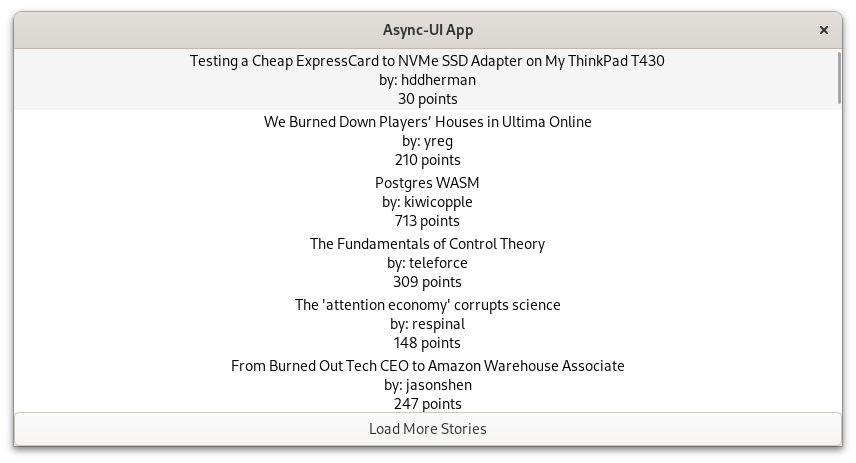 Async-UI App
Testing a Cheap ExpressCard to NVMe SSD Adapter on My ThinkPad T430
by: hddherman
30 points
We Burned Down Players’ Houses in Ultima Online
by: yreg
210 points
Postgres WASM
by: kiwicopple
713 points
The Fundamentals of Control Theory
by: teleforce
309 points
The 'attention economy' corrupts science
by: respinal
148 points
From Burned Out Tech CEO to Amazon Warehouse Associate
by: jasonshen
247 points
Load More Stories